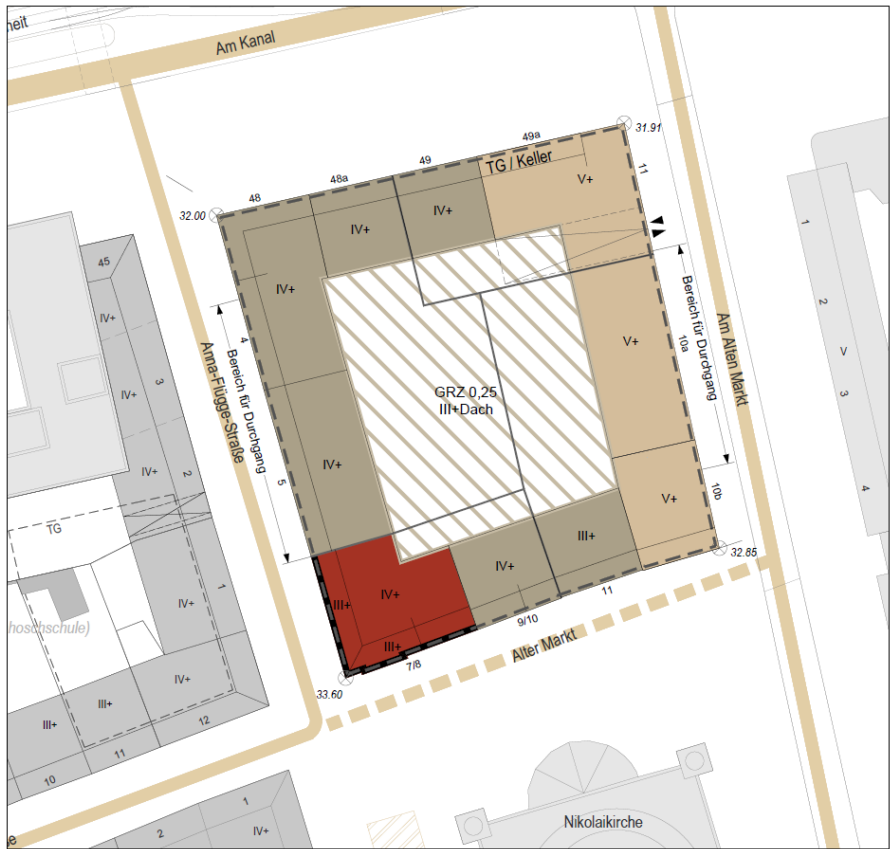 heit
Am Kanal
31.91
49a
49
TG / Keller
48a
48
11
V+
IV+
IV+
32.00
1
45
IV+
2
IV+
Bereich für Durchgang
4
Anna-Flügge-Straße
V+
10a
Bereich für Durchgang
Am Alten Markt
V
3
3
GRZ 0,25
III+Dach
IV+
IV+
2
IV+
5
V+
10b
4
TG
IV+
III+
32.85
III+
IV+
1
IV+
11
9/10
hoschschule)
III+
7/8
Alter Markt
33.60
IV+
III+
III+
12
11
10
1
2
IV+
Nikolaikirche
e